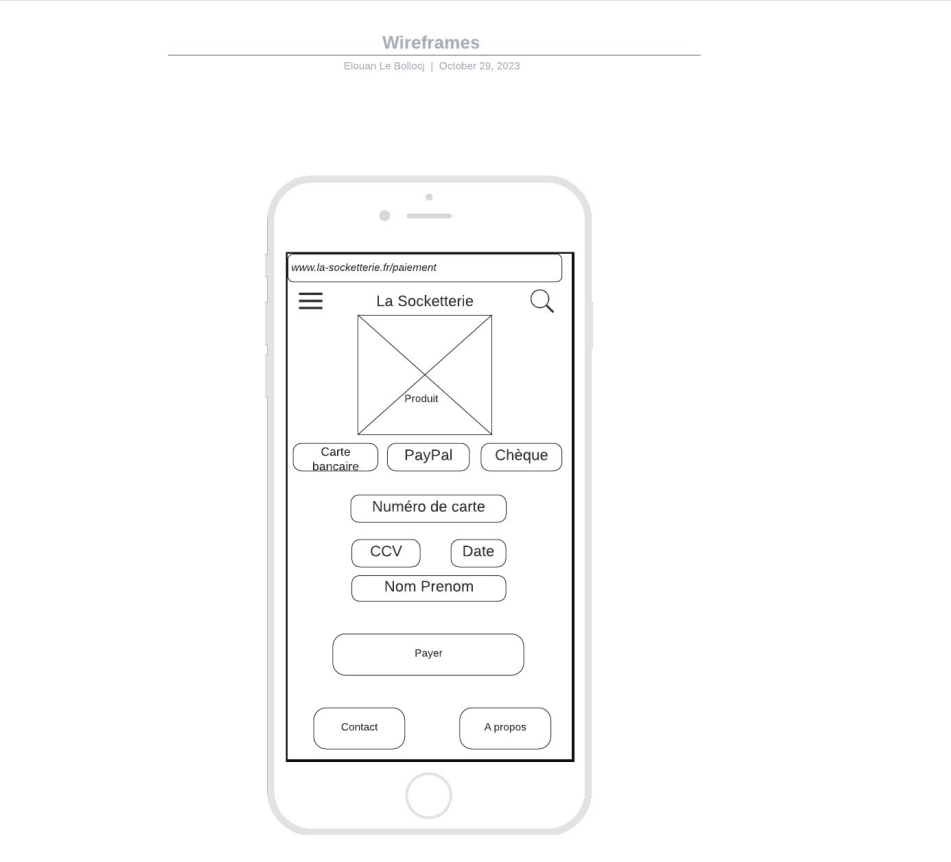 Wireframes
Elouan Le Bollocj | October 29, 2023
www.la-socketterie.fr/paiement
La Socketterie
Produit
Carte
bancaire
PayPal
Chèque
Numéro de carte
CCV
Date
Nom Prenom
Payer
Contact
A propos